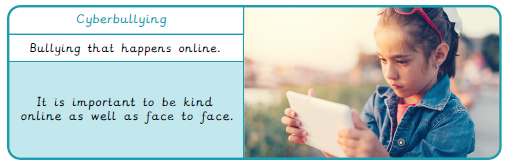 Cyberbullying
Bullying that happens online.
It is important to be kind
online as well as face to face.